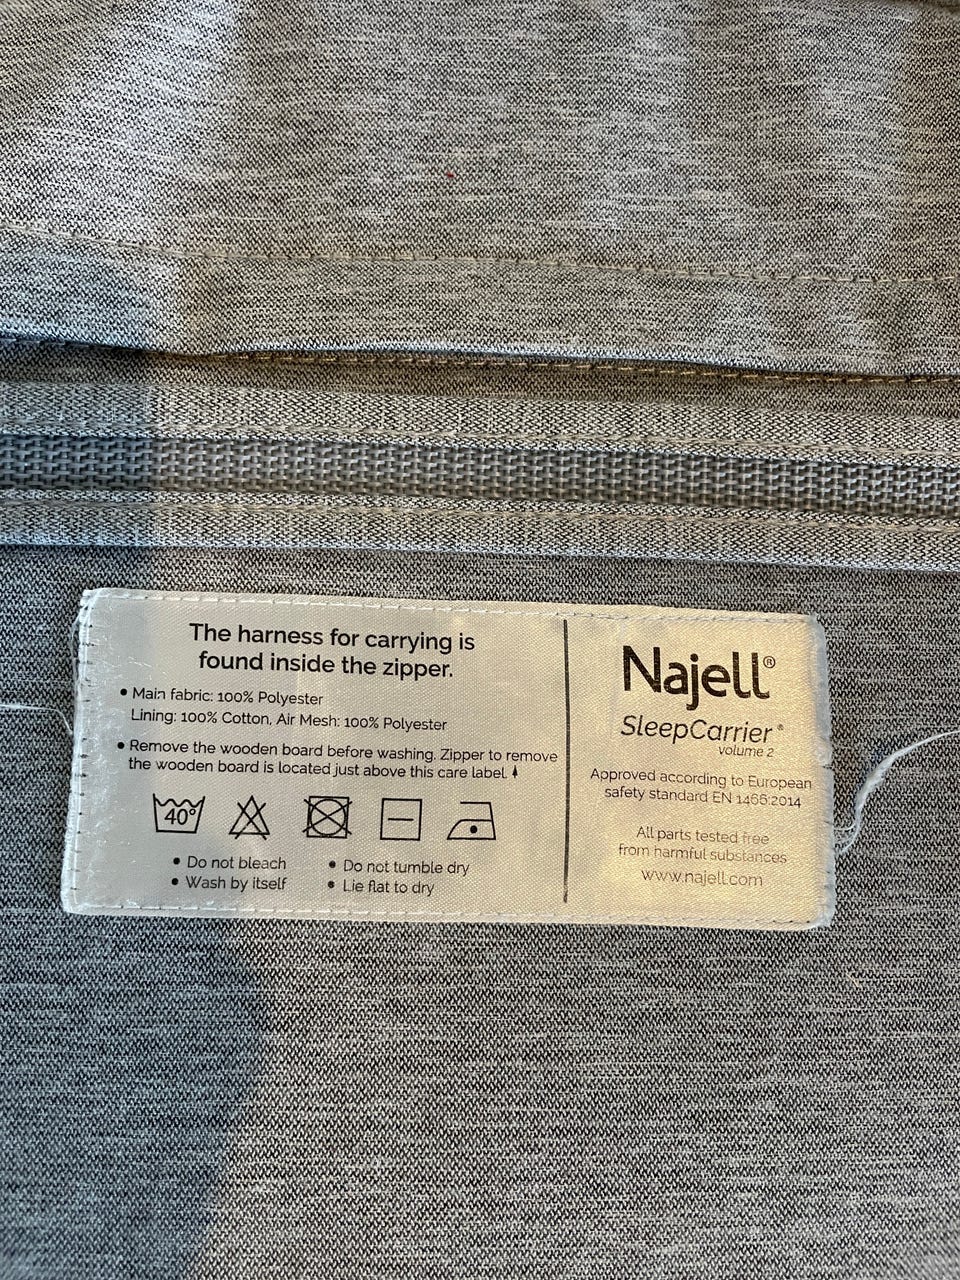 The harness for carrying is
found inside the zipper.
• Main fabric: 100% Polyester
Lining: 100% Cotton, Air Mesh: 100% Polyester
• Remove the wooden board before washing. Zipper to remove
the wooden board is located just above this care label.
40°
• Do not bleach
• Wash by itself
• Do not tumble dry
• Lie flat to dry
Najell®
SleepCarrier®
volume 2
Approved according to European
safety standard EN 1466:2014
All parts tested free
from harmful substances
www.najell.com